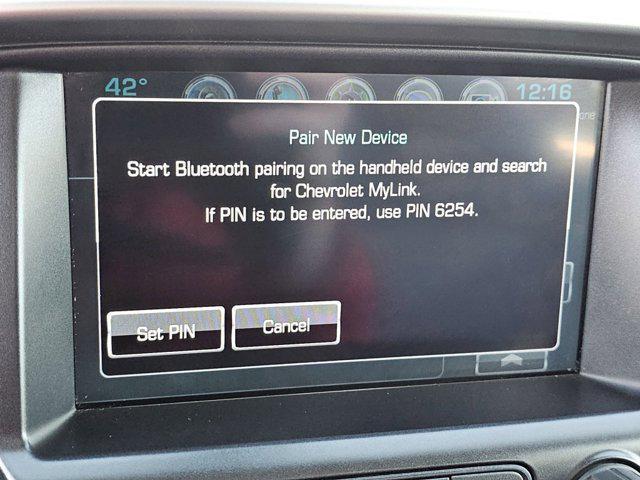 42° 12:16
one
Pair New Device
Start Bluetooth pairing on the handheld device and search
for Chevrolet MyLink.
If PIN is to be entered, use PIN 6254.
Set PIN Cancel